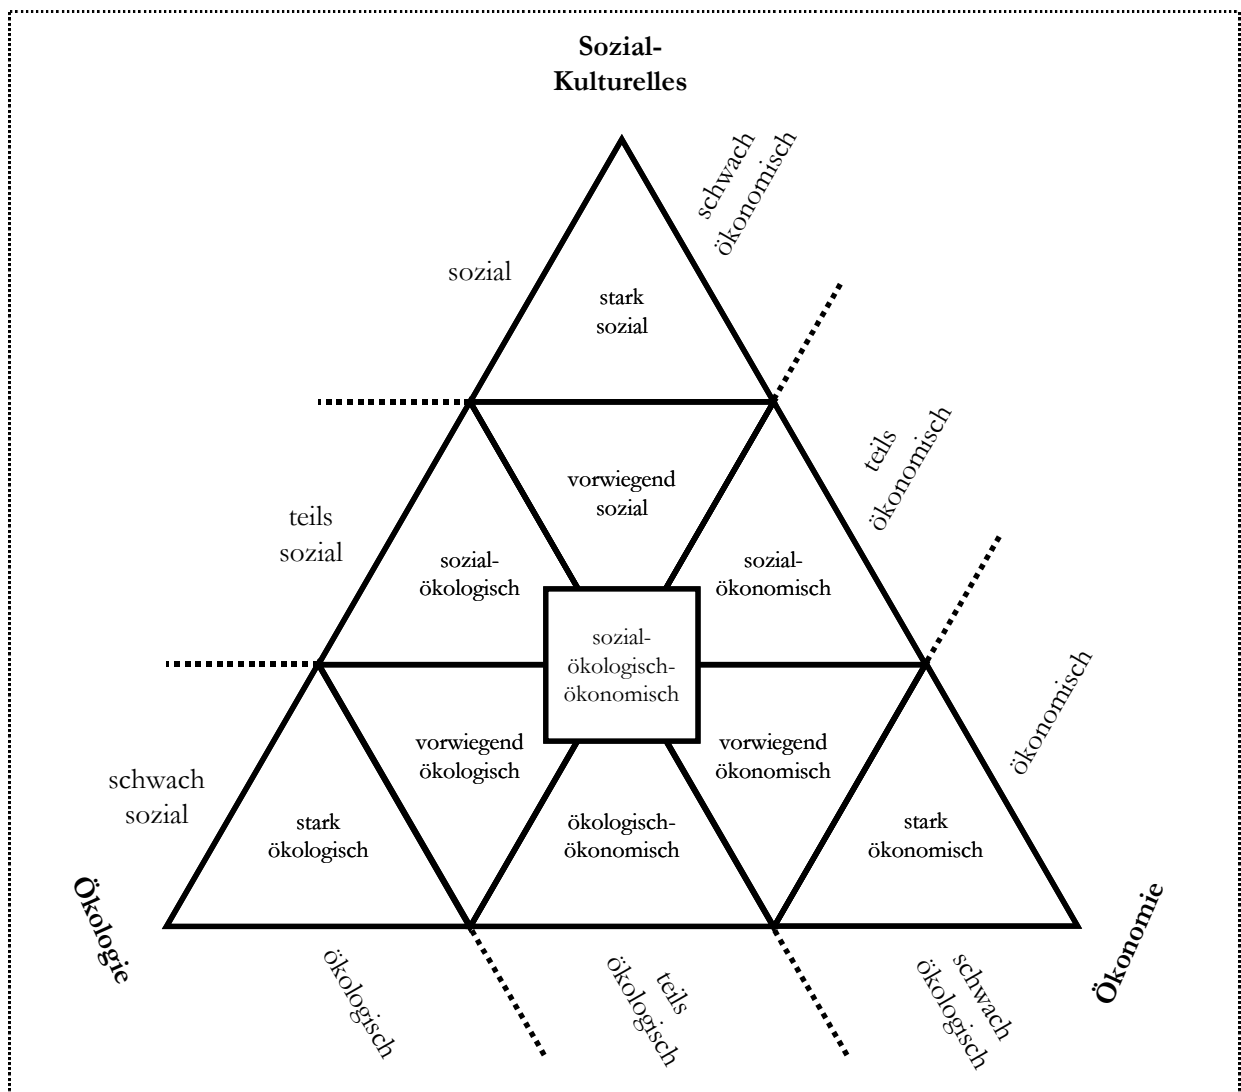 Sozial-
Kulturelles
schwach
ökonomisch
sozial
stark
sozial
teils
ökonomisch
vorwiegend
sozial
teils
sozial
sozial-
ökologisch
sozial-
ökonomisch
sozial-
ökologisch-
ökonomisch
ökonomisch
vorwiegend
ökologisch
vorwiegend
ökonomisch
schwach
sozial
stark
ökologisch
ökologisch-
ökonomisch
stark
ökonomisch
Ökologie
Ökonomie
ökologisch
teils
ökologisch
schwach
ökologisch